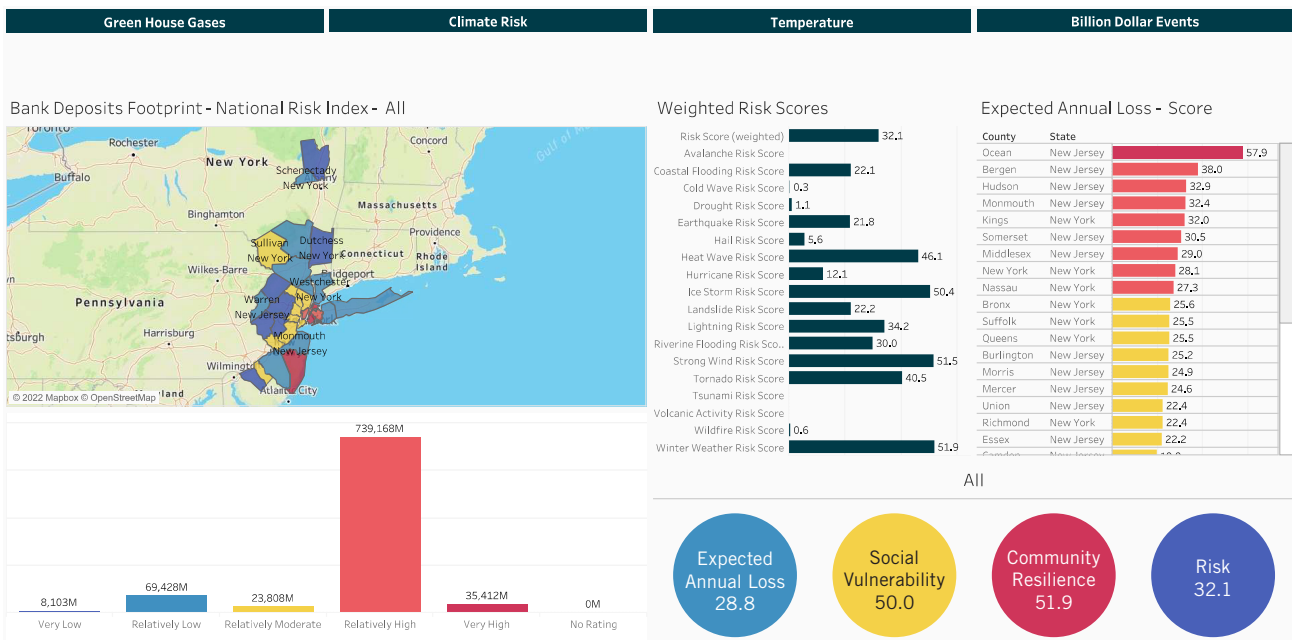 Green House Gases
Climate Risk
Temperature
Billion Dollar Events
Bank Deposits Footprint - National Risk Index - All
Toronto
Rochester
Buffalo
New York
Concord
Gulf of
Schenectady
New York
Albany
Massachusetts
Binghamton
Providence
Sullivan
New York
Dutchess
New York
Connecticut
Rhode
Island
Wilkes-Barre
Bridgeport
Westchester
New York
Warren
New Jersey
Pennsylvania
Harrisburg
Monmouth
New Jersey
Atlantic City
© 2022 Mapbox © OpenStreetMap
739,168M
69,428M
8,103M
23,808M
35,412M
0M
Very Low
Relatively Low
Relatively Moderate
Relatively High
Very High
No Rating
Weighted Risk Scores
Risk Score (weighted) 32.1
Avalanche Risk Score
Coastal Flooding Risk Score 22.1
Cold Wave Risk Score 0.3
Drought Risk Score 1.1
Earthquake Risk Score 21.8
Hail Risk Score 5.6
Heat Wave Risk Score 46.1
Hurricane Risk Score 12.1
Ice Storm Risk Score 50.4
Landslide Risk Score 22.2
Lightning Risk Score 34.2
Riverine Flooding Risk Sco.. 30.0
Strong Wind Risk Score 51.5
Tornado Risk Score 40.5
Tsunami Risk Score
Volcanic Activity Risk Score
Wildfire Risk Score 0.6
Winter Weather Risk Score 51.9
Expected Annual Loss - Score
County State
Ocean New Jersey 57.9
Bergen New Jersey 38.0
Hudson New Jersey 32.9
Monmouth New Jersey 32.4
Kings New York 32.0
Somerset New Jersey 30.5
Middlesex New Jersey 29.0
New York New York 28.1
Nassau New York 27.3
Bronx New York 25.6
Suffolk New York 25.5
Queens New York 25.5
Burlington New Jersey 25.2
Morris New Jersey 24.9
Mercer New Jersey 24.6
Union New Jersey 22.4
Richmond New York 22.4
Essex New Jersey 22.2
All
Expected
Annual Loss
28.8
Social
Vulnerability
50.0
Community
Resilience
51.9
Risk
32.1